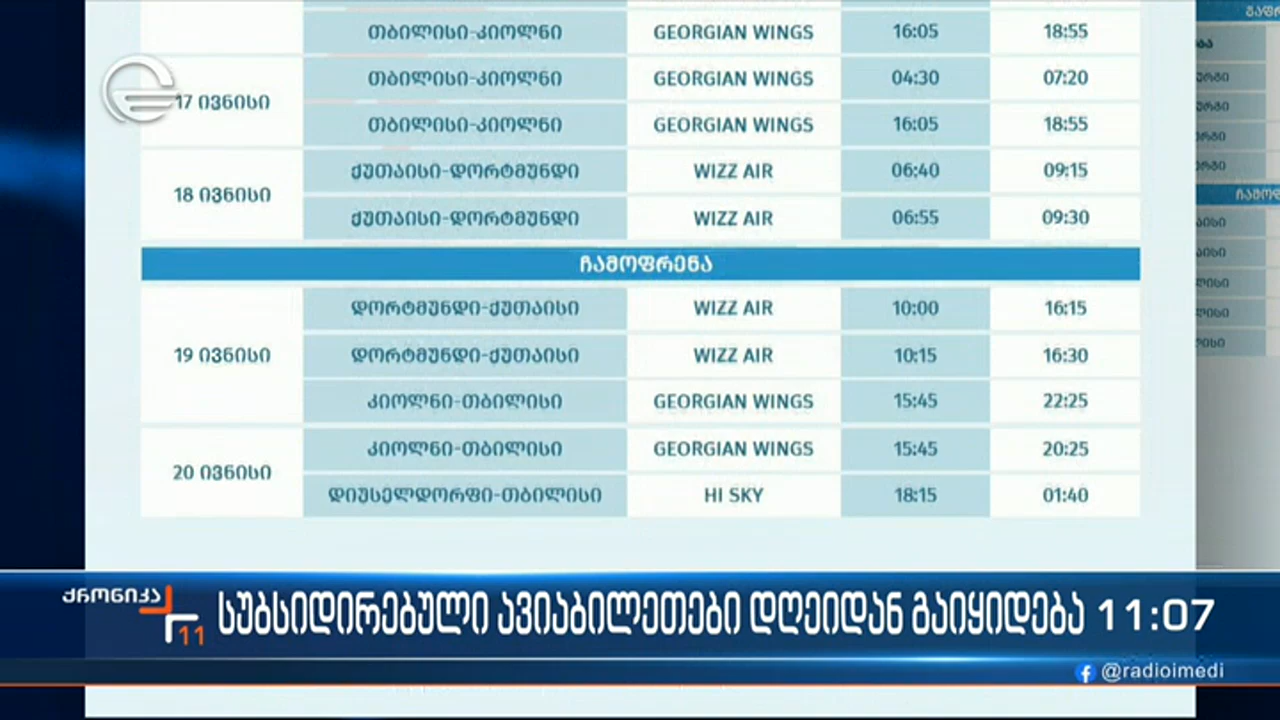 თბილისი-კიოლნი GEORGIAN WINGS 16:05 18:55
17 ივნისი
თბილისი-კიოლნი GEORGIAN WINGS 04:30 07:20
თბილისი-კიოლნი GEORGIAN WINGS 16:05 18:55
18 ივნისი
ქუთაისი-დორტმუნდი WIZZ AIR 06:40 09:15
ქუთაისი-დორტმუნდი WIZZ AIR 06:55 09:30
ჩამოფრენა
19 ივნისი
დორტმუნდი-ქუთაისი WIZZ AIR 10:00 16:15
დორტმუნდი-ქუთაისი WIZZ AIR 10:15 16:30
კიოლნი-თბილისი GEORGIAN WINGS 15:45 22:25
20 ივნისი
კიოლნი-თბილისი GEORGIAN WINGS 15:45 20:25
დიუსელდორფი-თბილისი HI SKY 18:15 01:40
ქრონიკა 11
სუბსიდირებული ავიაბილეთები დღეიდან გაიყიდება 11:07
@radioimedi